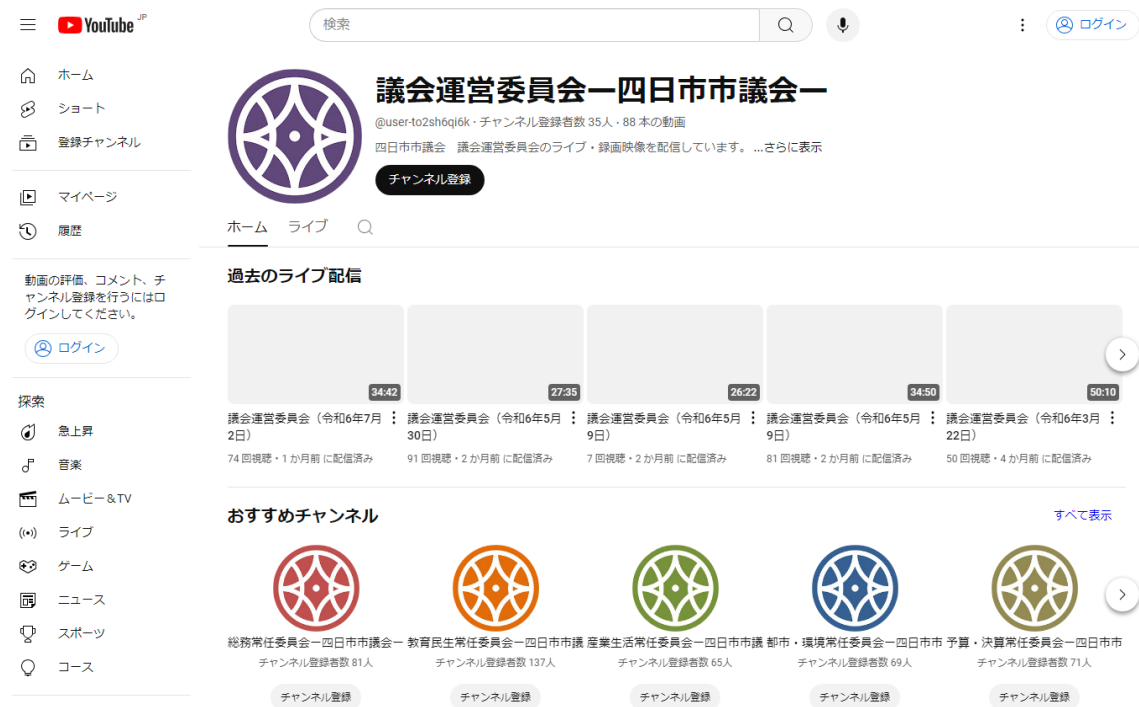 YouTube JP
検索
ログイン
ホーム
ショート
登録チャンネル
マイページ
履歴
動画の評価、コメント、チ
ャンネル登録を行うにはロ
グインしてください。
ログイン
探索
急上昇
音楽
ムービー＆TV
ライブ
ゲーム
ニュース
スポーツ
コース
議会運営委員会ー四日市市議会ー
@user-to2sh6qi6k・チャンネル登録者数 35人・88 本の動画
四日市市議会　議会運営委員会のライブ・録画映像を配信しています。 ...さらに表示
チャンネル登録
ホーム ライブ
過去のライブ配信
34:42
議会運営委員会（令和6年7月
2日）
74 回視聴・1 か月前 に配信済み
27:35
議会運営委員会（令和6年5月
30日）
91 回視聴・2 か月前 に配信済み
26:22
議会運営委員会（令和6年5月
9日）
7 回視聴・2 か月前 に配信済み
34:50
議会運営委員会（令和6年5月
9日）
81 回視聴・2 か月前 に配信済み
50:10
議会運営委員会（令和6年3月
22日）
50 回視聴・4 か月前 に配信済み
おすすめチャンネル
すべて表示
総務常任委員会ー四日市市議会ー
チャンネル登録者数 81人
チャンネル登録
教育民生常任委員会ー四日市市議
チャンネル登録者数 137人
チャンネル登録
産業生活常任委員会ー四日市市議
チャンネル登録者数 65人
チャンネル登録
都市・環境常任委員会ー四日市市
チャンネル登録者数 69人
チャンネル登録
予算・決算常任委員会ー四日市市
チャンネル登録者数 71人
チャンネル登録